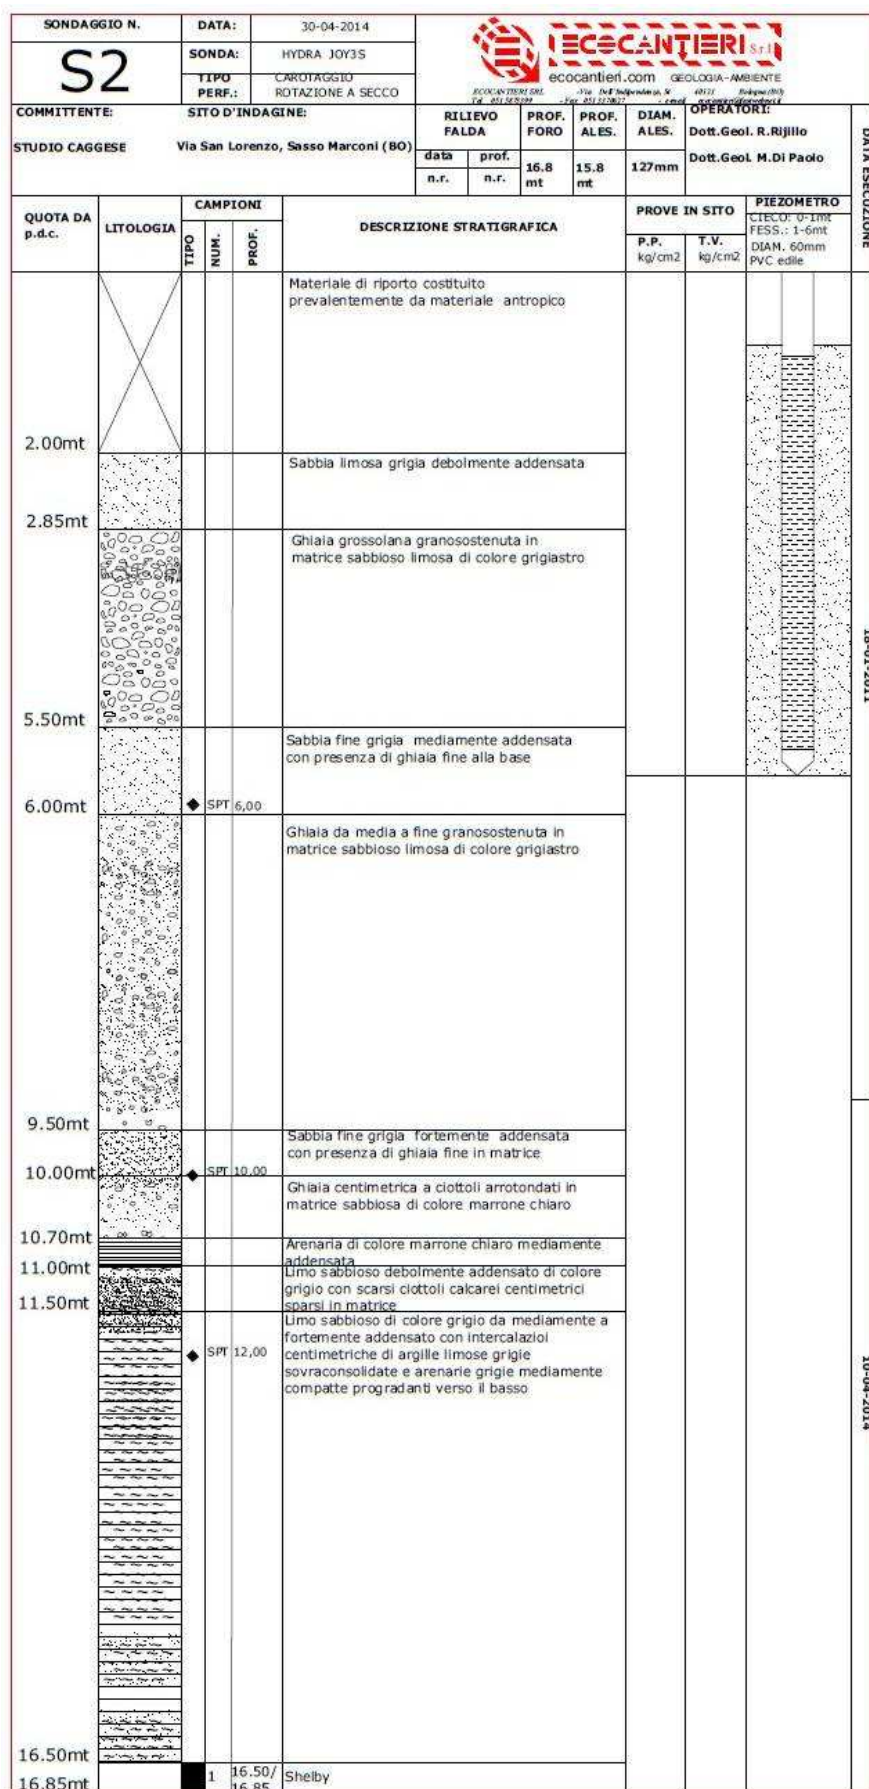 SONDAGGIO N.
S2
DATA:
30-04-2014
SONDA:
HYDRA JOY3S
TIPO
PERF.:
CAROTAGGIO
ROTAZIONE A SECCO
ECOCANTIERI S.r.l.
ecocantieri.com GEOLOGIA-AMBIENTE
ECOCANTIERI SRL
COMMITTENTE:
STUDIO CAGGESE
SITO D'INDAGINE:
Via San Lorenzo, Sasso Marconi (BO)
RILIEVO
FALDA
data prof.
n.r. n.r.
PROF.
FORO
16.8
mt
PROF.
ALES.
15.8
mt
DIAM.
ALES.
127mm
OPERATORI:
Dott.Geol. R.Rijillo
Dott.Geol. M.Di Paolo
DATA ESECUZIONE
QUOTA DA
p.d.c.
LITOLOGIA
CAMPIONI
TIPO
NUM.
PROF.
DESCRIZIONE STRATIGRAFICA
PROVE IN SITO
P.P.
kg/cm2
T.V.
kg/cm2
PIEZOMETRO
CIECO: 0-1mt
FESS.: 1-6mt
DIAM. 60mm
PVC edile
Materiale di riporto costituito
prevalentemente da materiale antropico
2.00mt
Sabbia limosa grigia debolmente addensata
2.85mt
Ghiaia grossolana granosostenuta in
matrice sabbioso limosa di colore grigiastro
18-01-2011
5.50mt
Sabbia fine grigia mediamente addensata
con presenza di ghiaia fine alla base
6.00mt
SPT 6,00
Ghiaia da media a fine granosostenuta in
matrice sabbioso limosa di colore grigiastro
9.50mt
Sabbia fine grigia fortemente addensata
con presenza di ghiaia fine in matrice
10.00mt
SPT 10,00
Ghiaia centimetrica a ciottoli arrotondati in
matrice sabbiosa di colore marrone chiaro
10.70mt
Arenaria di colore marrone chiaro mediamente
addensata
11.00mt
Limo sabbioso debolmente addensato di colore
grigio con scarsi ciottoli calcarei centimetrici
sparsi in matrice
11.50mt
Limo sabbioso di colore grigio da mediamente a
fortemente addensato con intercalazioi
centimetriche di argille limose grigie
sovraconsolidate e arenarie grigie mediamente
compatte progradanti verso il basso
SPT 12,00
10-04-2014
16.50mt
1 16.50/
16.85
Shelby
16.85mt